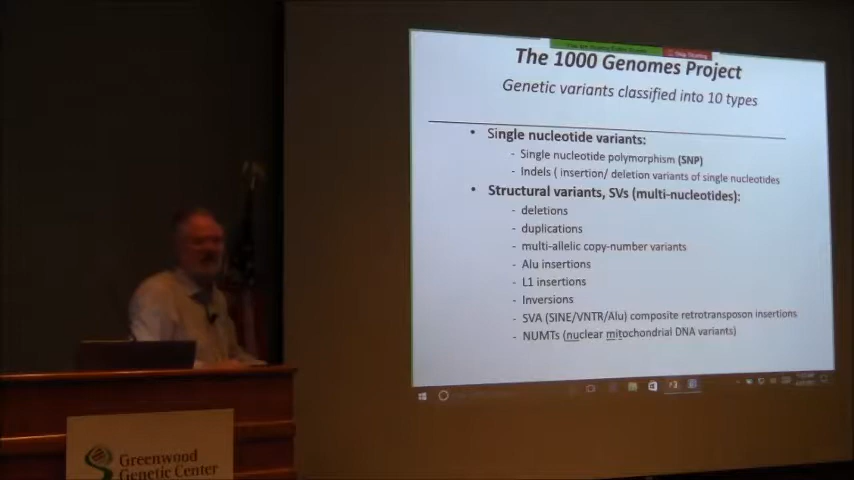 The 1000 Genomes Project
Genetic variants classified into 10 types
• Single nucleotide variants:
- Single nucleotide polymorphism (SNP)
- Indels ( insertion/ deletion variants of single nucleotides
• Structural variants, SVs (multi-nucleotides):
- deletions
- duplications
- multi-allelic copy-number variants
- Alu insertions
- L1 insertions
- Inversions
- SVA (SINE/VNTR/Alu) composite retrotransposon insertions
- NUMTs (nuclear mitochondrial DNA variants)
Greenwood
Genetic Center